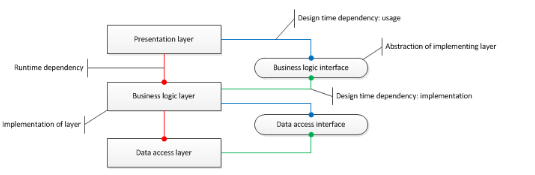 Design time dependency: usage
Presentation layer
Abstraction of implementing layer
Runtime dependency
Business logic interface
Business logic layer
Design time dependency: implementation
Implementation of layer
Data access interface
Data access layer